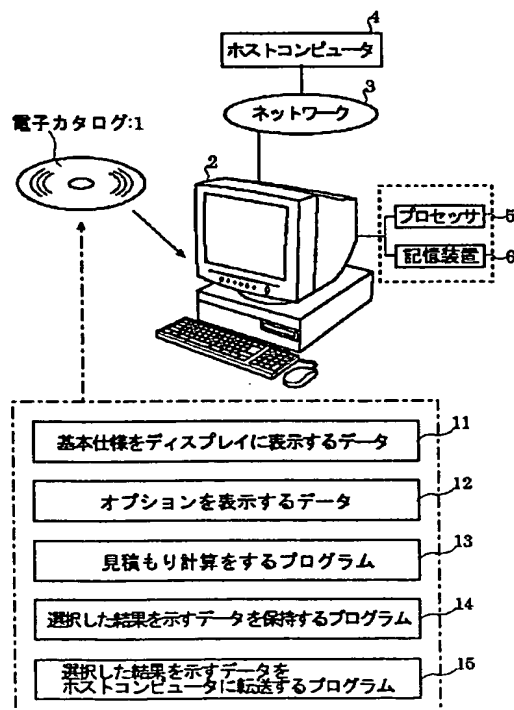 4
ホストコンピュータ
3
ネットワーク
電子カタログ:1
2
プロセッサ
5
記憶装置
6
基本仕様をディスプレイに表示するデータ
11
オプションを表示するデータ
12
見積もり計算をするプログラム
13
選択した結果を示すデータを保持するプログラム
14
選択した結果を示すデータを
ホストコンピュータに転送するプログラム
15